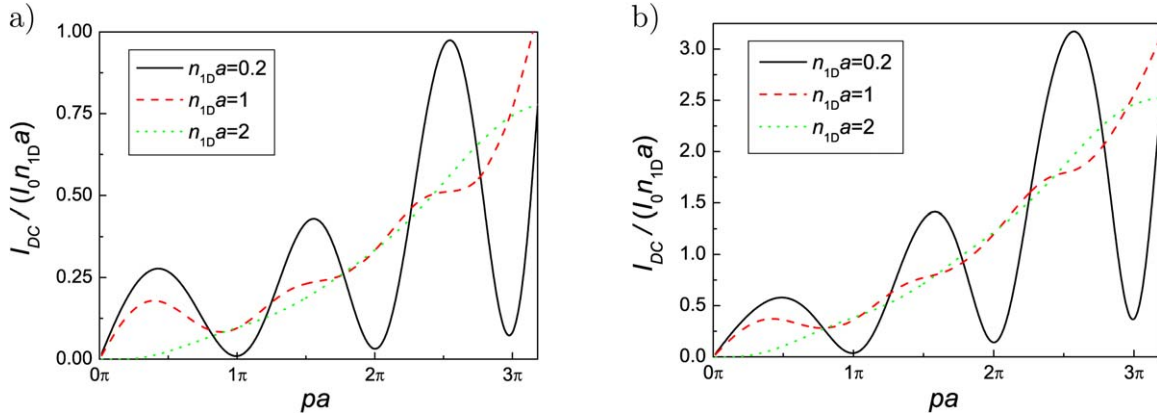 a)
1.00
0.75
0.50
0.25
0.00
I_DC / (I_0 n_1D a)
n_1D a=0.2
n_1D a=1
n_1D a=2
0π 1π 2π 3π
pa
b)
3.0
2.5
2.0
1.5
1.0
0.5
0.0
I_DC / (I_0 n_1D a)
n_1D a=0.2
n_1D a=1
n_1D a=2
0π 1π 2π 3π
pa